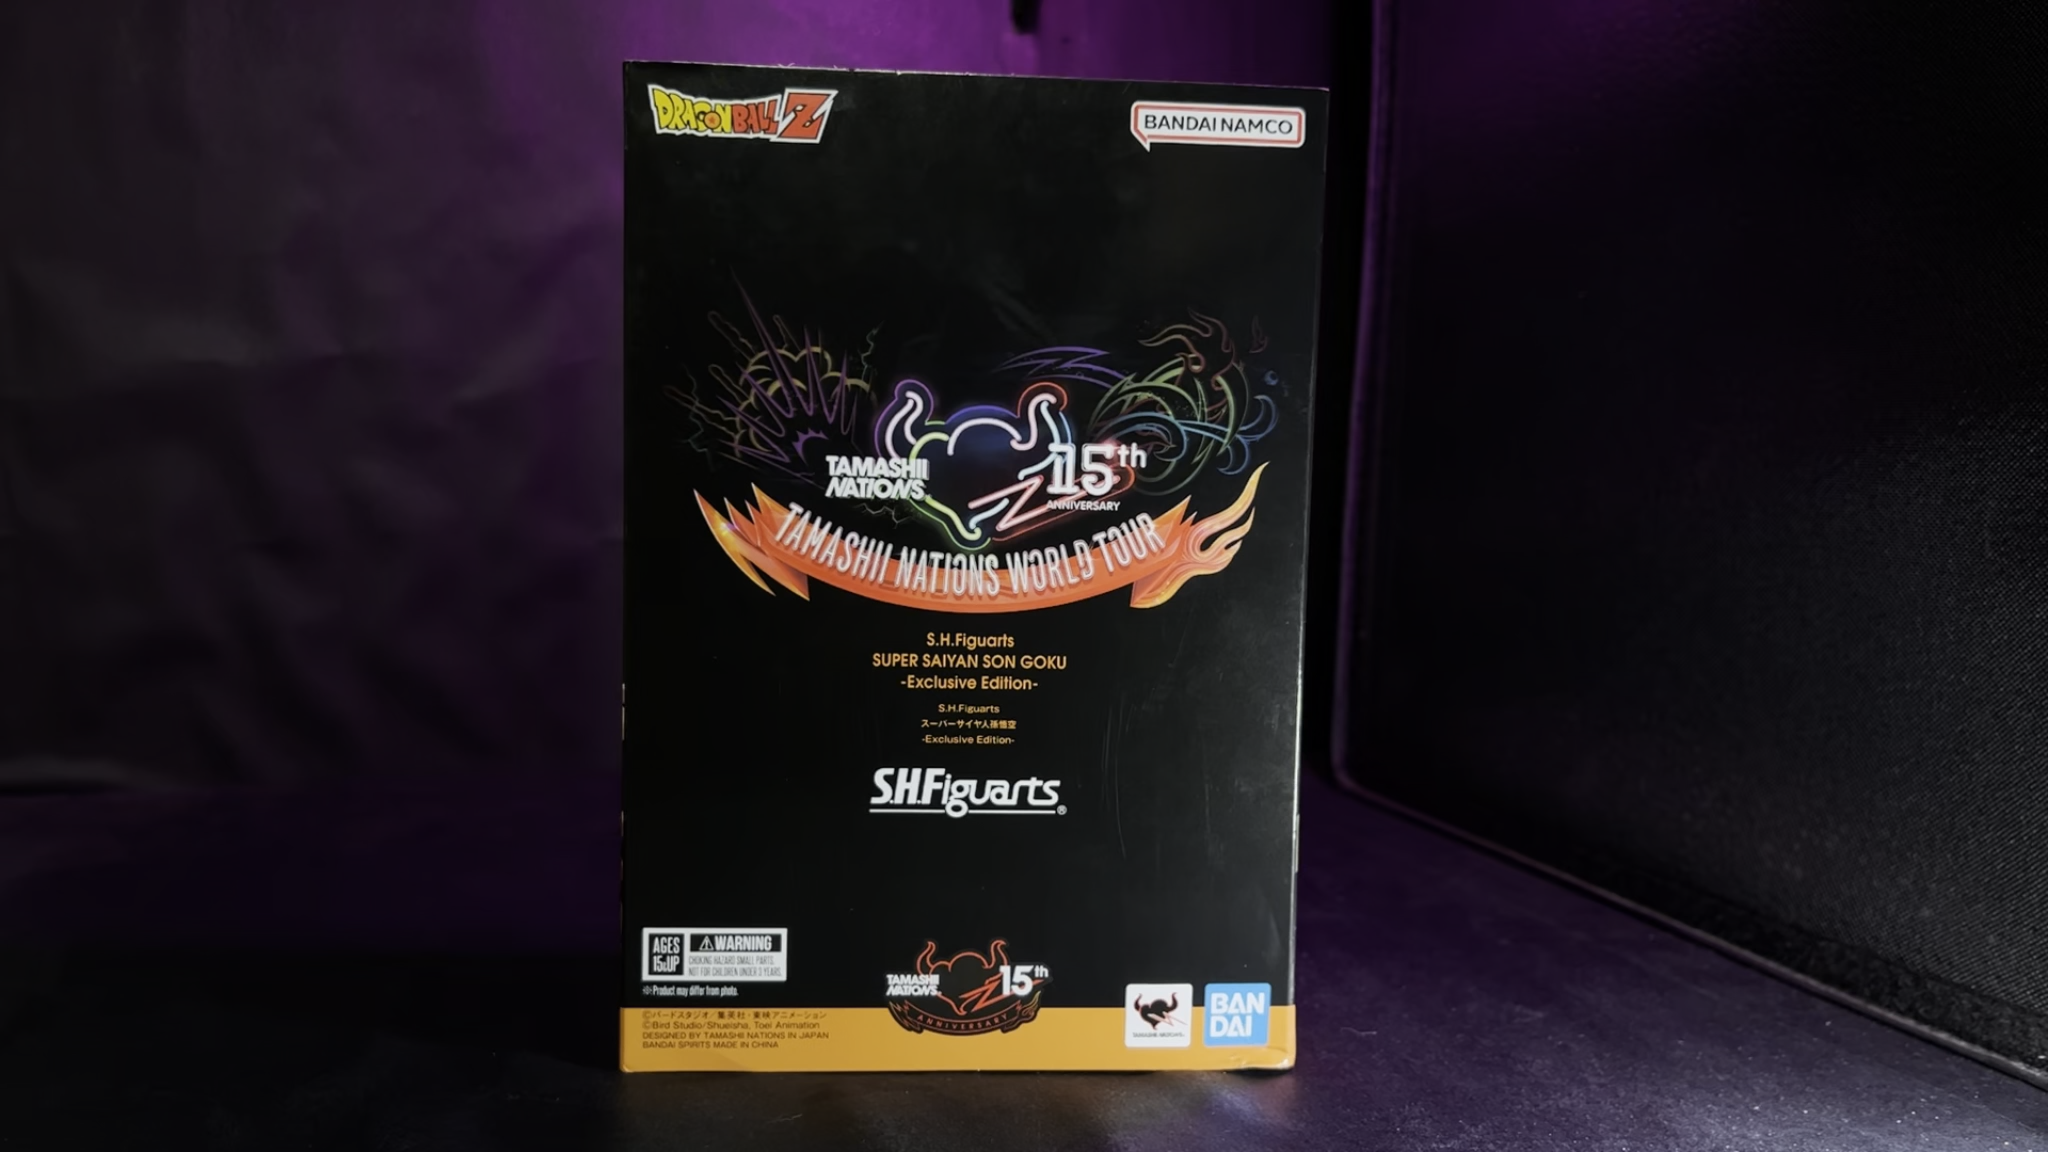 DRAGONBALL Z
BANDAI NAMCO
TAMASHII
NATIONS
15th
ANNIVERSARY
TAMASHII NATIONS WORLD TOUR
S.H.Figuarts
SUPER SAIYAN SON GOKU
-Exclusive Edition-
S.H.Figuarts
スーパーサイヤ人孫悟空
-Exclusive Edition-
S.H.Figuarts®
AGES
15&UP
⚠WARNING
CHOKING HAZARD SMALL PARTS.
NOT FOR CHILDREN UNDER 3 YEARS.
※Product may differ from photo.
TAMASHII
NATIONS
15th
ANNIVERSARY
©バードスタジオ/集英社・東映アニメーション
©Bird Studio/Shueisha, Toei Animation
DESIGNED BY TAMASHII NATIONS IN JAPAN
BANDAI SPIRITS MADE IN CHINA
TAMASHII NATIONS
BAN
DAI